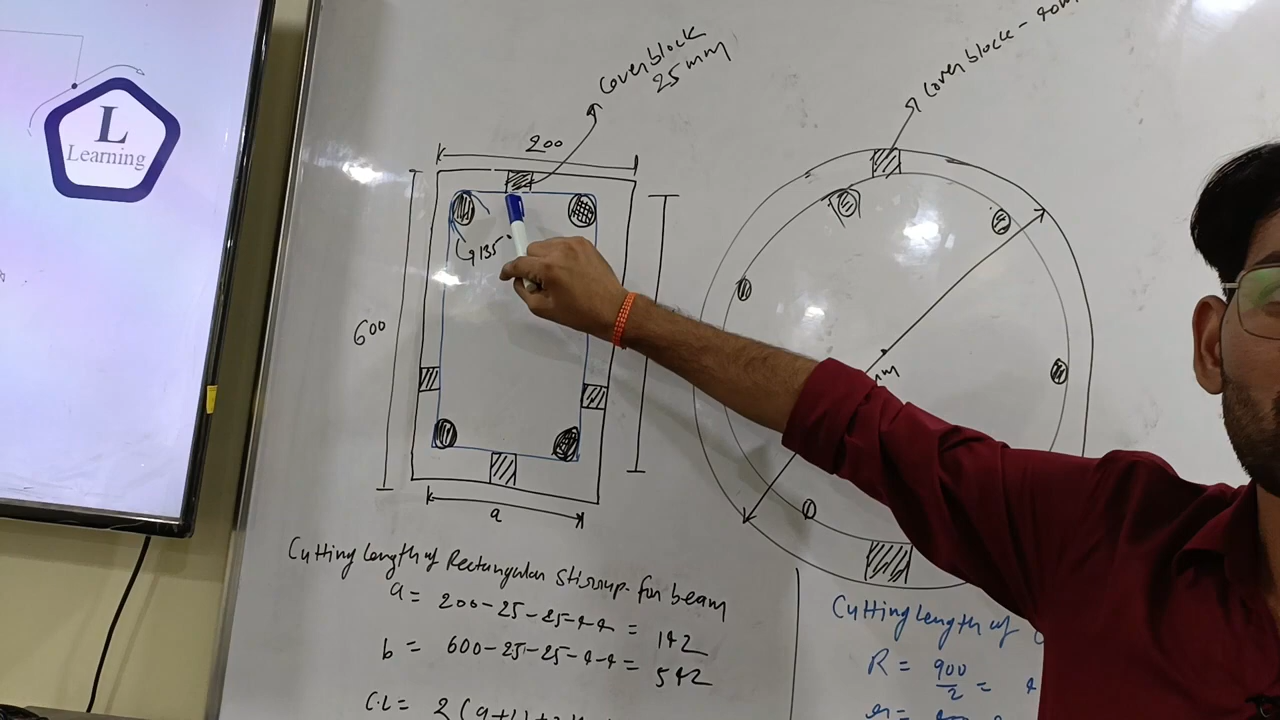 L
Learning
Cover block
25 mm
Cover block -
200
135°
600
a
Cutting length of Rectangular Stirrup for beam
a = 200-25-25-4-4 = 142
b = 600-25-25-4-4 = 542
C.L =
Cutting length of
R = 900/2 =